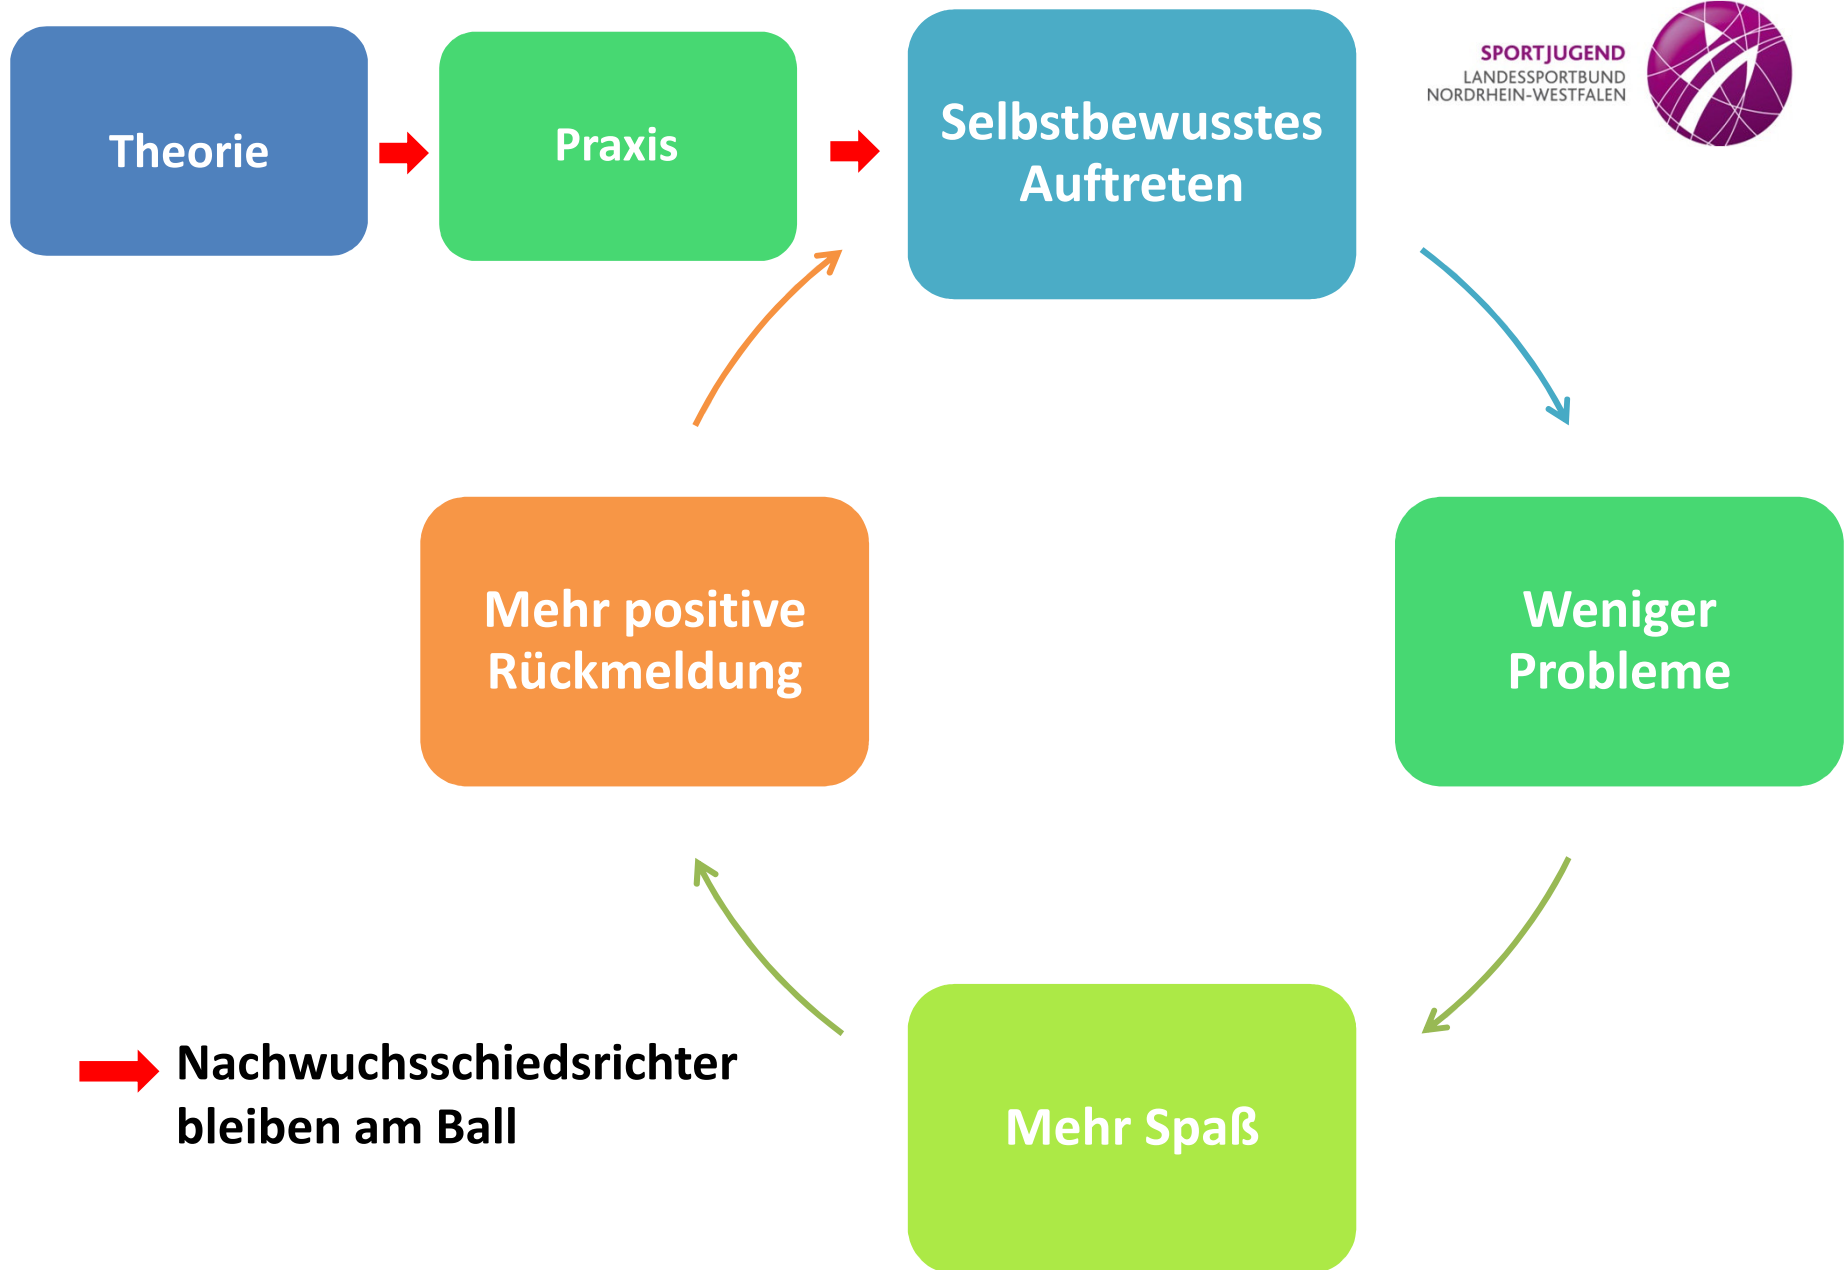 Theorie
Praxis
Selbstbewusstes
Auftreten
SPORTJUGEND
LANDESSPORTBUND
NORDRHEIN-WESTFALEN
Mehr positive
Rückmeldung
Weniger
Probleme
Nachwuchsschiedsrichter
bleiben am Ball
Mehr Spaß